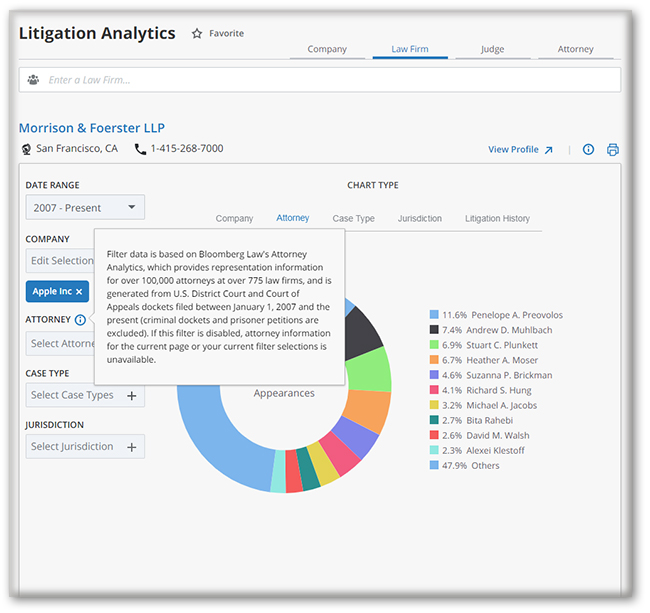 Litigation Analytics
Favorite
Company Law Firm Judge Attorney
Enter a Law Firm...
Morrison & Foerster LLP
San Francisco, CA 1-415-268-7000
View Profile
DATE RANGE
CHART TYPE
2007 - Present
Company Attorney Case Type Jurisdiction Litigation History
COMPANY
Edit Selection
Apple Inc ×
ATTORNEY
Select Attorne
CASE TYPE
Select Case Types +
JURISDICTION
Select Jurisdiction +
Filter data is based on Bloomberg Law's Attorney
Analytics, which provides representation information
for over 100,000 attorneys at over 775 law firms, and is
generated from U.S. District Court and Court of
Appeals dockets filed between January 1, 2007 and the
present (criminal dockets and prisoner petitions are
excluded). If this filter is disabled, attorney information
for the current page or your current filter selections is
unavailable.
Appearances
11.6% Penelope A. Preovolos
7.4% Andrew D. Muhlbach
6.9% Stuart C. Plunkett
6.7% Heather A. Moser
4.6% Suzanna P. Brickman
4.1% Richard S. Hung
3.2% Michael A. Jacobs
2.7% Bita Rahebi
2.6% David M. Walsh
2.3% Alexei Klestoff
47.9% Others